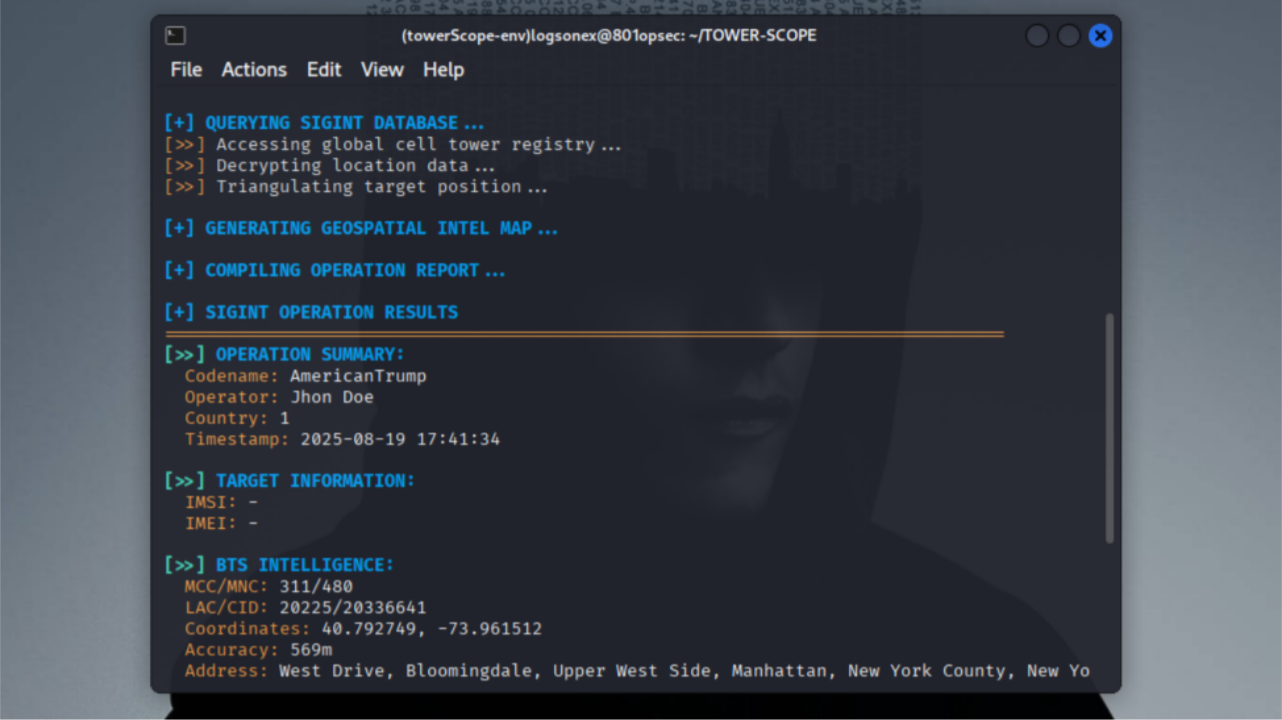 (towerScope-env)logsonex@801opsec: ~/TOWER-SCOPE
File Actions Edit View Help
[+] QUERYING SIGINT DATABASE...
[>>] Accessing global cell tower registry...
[>>] Decrypting location data...
[>>] Triangulating target position...
[+] GENERATING GEOSPATIAL INTEL MAP...
[+] COMPILING OPERATION REPORT...
[+] SIGINT OPERATION RESULTS
[>>] OPERATION SUMMARY:
Codename: AmericanTrump
Operator: Jhon Doe
Country: 1
Timestamp: 2025-08-19 17:41:34
[>>] TARGET INFORMATION:
IMSI: -
IMEI: -
[>>] BTS INTELLIGENCE:
MCC/MNC: 311/480
LAC/CID: 20225/20336641
Coordinates: 40.792749, -73.961512
Accuracy: 569m
Address: West Drive, Bloomingdale, Upper West Side, Manhattan, New York County, New Yo